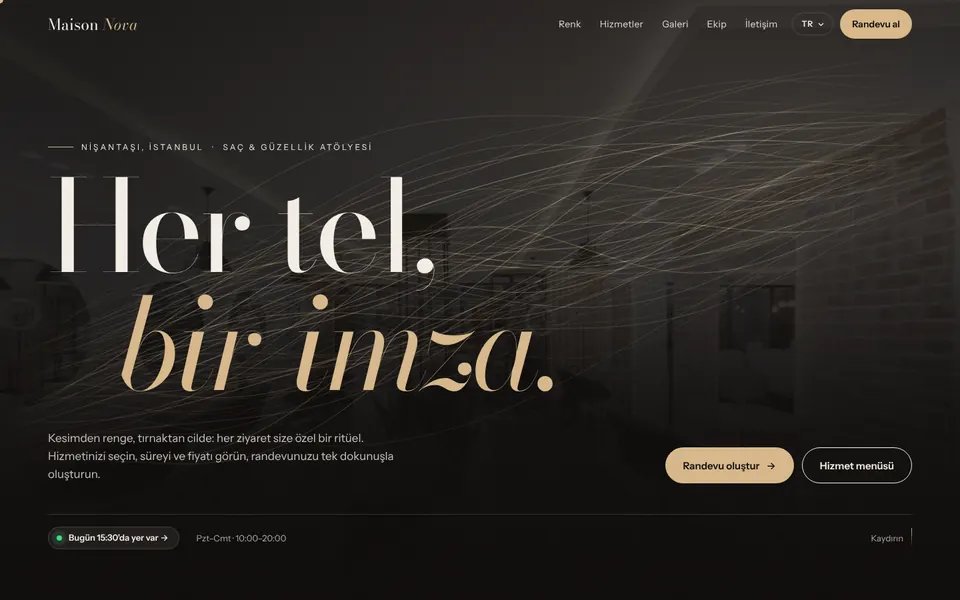 Maison Nova
Renk Hizmetler Galeri Ekip İletişim TR Randevu al
NİŞANTAŞI, İSTANBUL · SAÇ & GÜZELLİK ATÖLYESİ
Her tel,
bir imza.
Kesimden renge, tırnaktan cilde: her ziyaret size özel bir ritüel.
Hizmetinizi seçin, süreyi ve fiyatı görün, randevunuzu tek dokunuşla
oluşturun.
Randevu oluştur → Hizmet menüsü
Bugün 15:30'da yer var → Pzt–Cmt · 10:00–20:00 Kaydırın